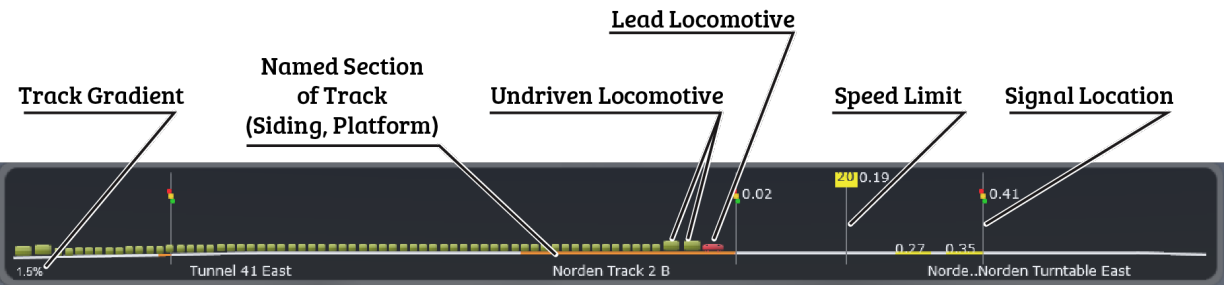 Lead Locomotive
Named Section
of Track
(Siding, Platform)
Track Gradient
Undriven Locomotive
Speed Limit
Signal Location
20 0.19
0.02
0.41
0.27
0.35
1.5%
Tunnel 41 East
Norden Track 2 B
Norde..Norden Turntable East